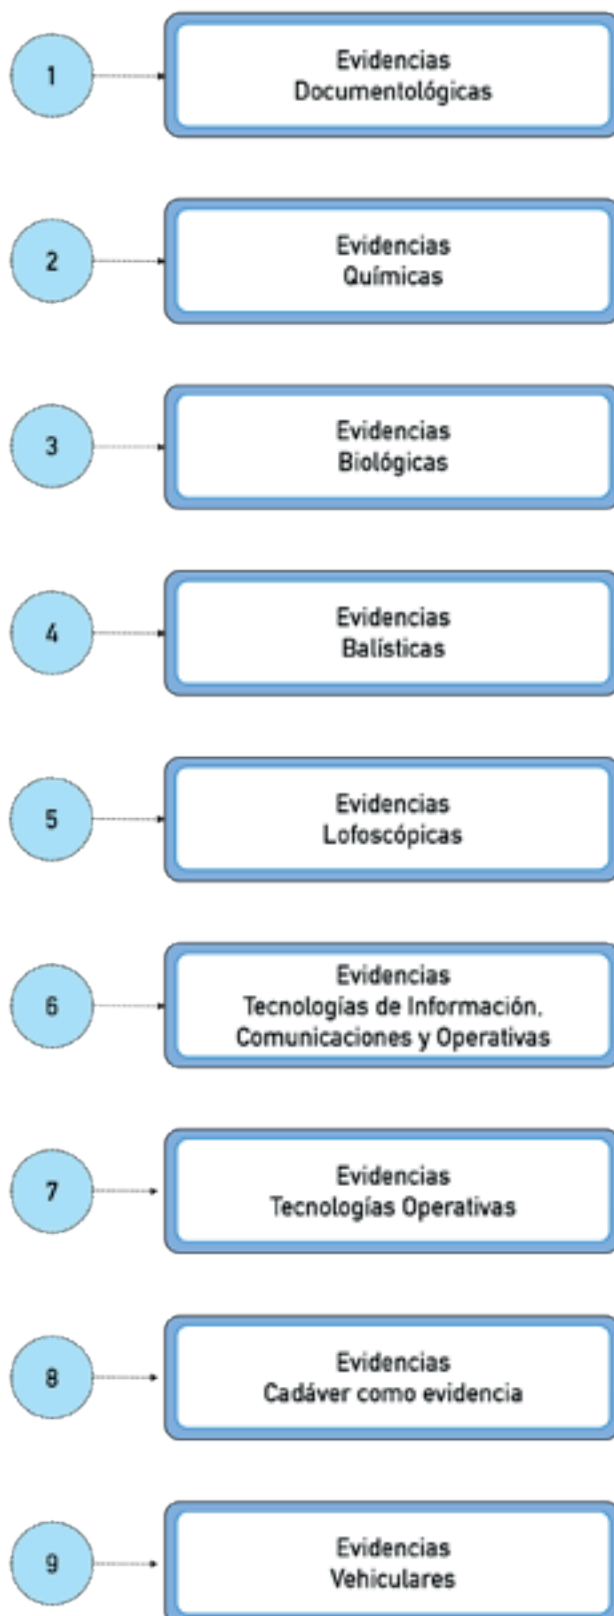 1
Evidencias
Documentológicas
2
Evidencias
Químicas
3
Evidencias
Biológicas
4
Evidencias
Balísticas
5
Evidencias
Lofoscópicas
6
Evidencias
Tecnologías de Información,
Comunicaciones y Operativas
7
Evidencias
Tecnologías Operativas
8
Evidencias
Cadáver como evidencia
9
Evidencias
Vehiculares